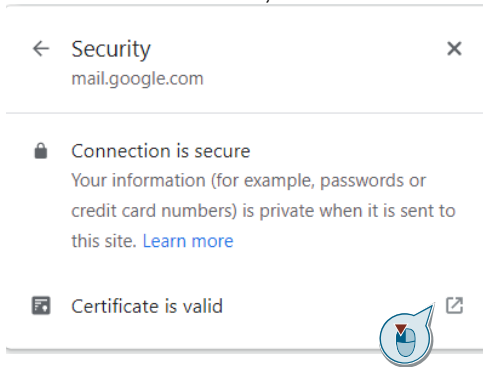 Security
mail.google.com
Connection is secure
Your information (for example, passwords or
credit card numbers) is private when it is sent to
this site. Learn more
Certificate is valid